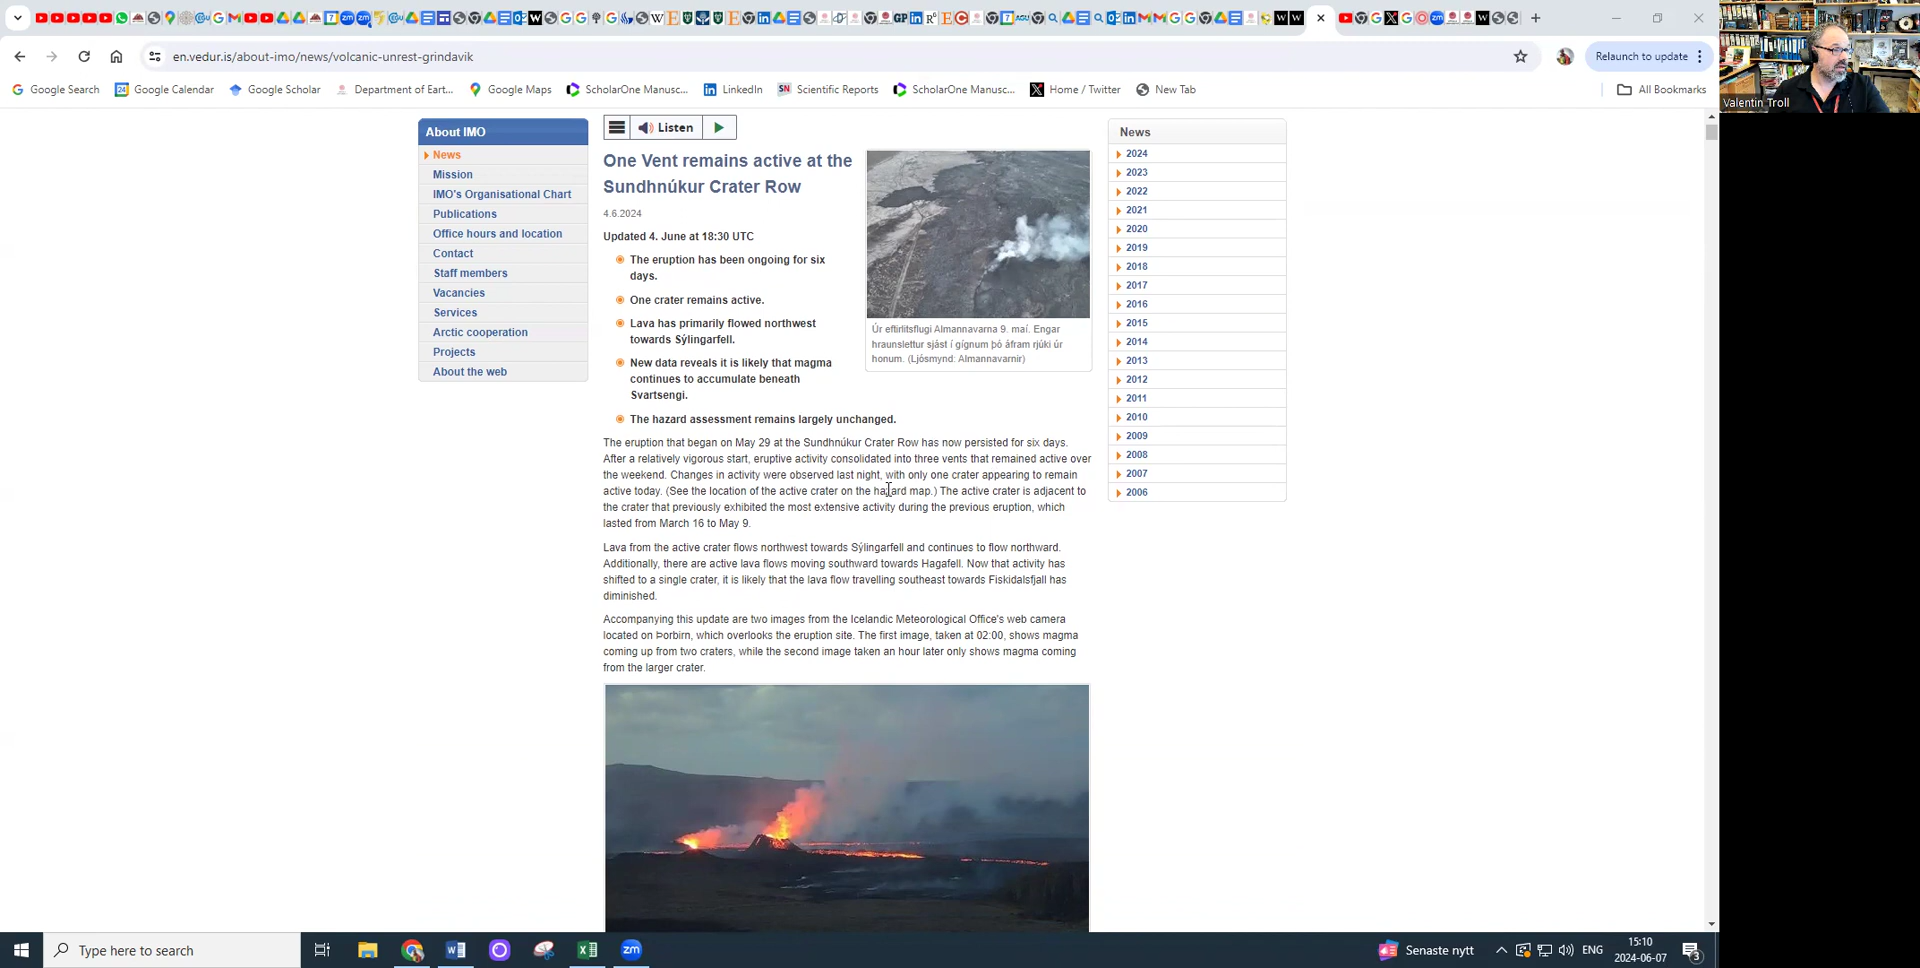 en.vedur.is/about-imo/news/volcanic-unrest-grindavik
Relaunch to update
Google Search
Google Calendar
Google Scholar
Department of Eart...
Google Maps
ScholarOne Manusc...
LinkedIn
Scientific Reports
ScholarOne Manusc...
Home / Twitter
New Tab
All Bookmarks
Valentin Troll
About IMO
News
Mission
IMO's Organisational Chart
Publications
Office hours and location
Contact
Staff members
Vacancies
Services
Arctic cooperation
Projects
About the web
Listen
One Vent remains active at the
Sundhnúkur Crater Row
4.6.2024
Updated 4. June at 18:30 UTC
The eruption has been ongoing for six
days.
One crater remains active.
Lava has primarily flowed northwest
towards Sýlingarfell.
New data reveals it is likely that magma
continues to accumulate beneath
Svartsengi.
The hazard assessment remains largely unchanged.
Úr eftirlitsflugi Almannavarna 9. maí. Engar
hraunslettur sjást í gígnum þó áfram rjúki úr
honum. (Ljósmynd: Almannavarnir)
The eruption that began on May 29 at the Sundhnúkur Crater Row has now persisted for six days.
After a relatively vigorous start, eruptive activity consolidated into three vents that remained active over
the weekend. Changes in activity were observed last night, with only one crater appearing to remain
active today. (See the location of the active crater on the hazard map.) The active crater is adjacent to
the crater that previously exhibited the most extensive activity during the previous eruption, which
lasted from March 16 to May 9.
Lava from the active crater flows northwest towards Sýlingarfell and continues to flow northward.
Additionally, there are active lava flows moving southward towards Hagafell. Now that activity has
shifted to a single crater, it is likely that the lava flow travelling southeast towards Fiskidalsfjall has
diminished.
Accompanying this update are two images from the Icelandic Meteorological Office's web camera
located on Þorbirn, which overlooks the eruption site. The first image, taken at 02:00, shows magma
coming up from two craters, while the second image taken an hour later only shows magma coming
from the larger crater.
News
2024
2023
2022
2021
2020
2019
2018
2017
2016
2015
2014
2013
2012
2011
2010
2009
2008
2007
2006
Type here to search
zm
Senaste nytt
ENG
15:10
2024-06-07
3